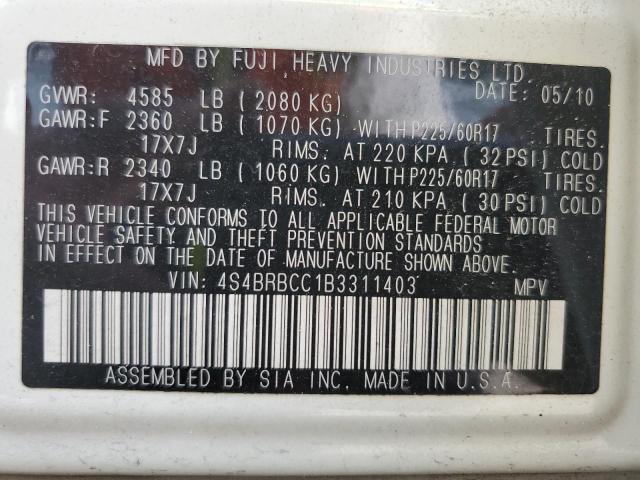 MFD BY FUJI HEAVY INDUSTRIES LTD.
DATE: 05/10
GVWR: 4585 LB ( 2080 KG)
GAWR:F 2360 LB ( 1070 KG) WITH P225/60R17 TIRES.
17X7J RIMS. AT 220 KPA ( 32 PSI) COLD
GAWR:R 2340 LB ( 1060 KG) WITH P225/60R17 TIRES.
17X7J RIMS. AT 210 KPA ( 30 PSI) COLD
THIS VEHICLE CONFORMS TO ALL APPLICABLE FEDERAL MOTOR
VEHICLE SAFETY AND THEFT PREVENTION STANDARDS
IN EFFECT ON THE DATE OF MANUFACTURE SHOWN ABOVE.
VIN: 4S4BRBCC1B3311403 MPV
ASSEMBLED BY SIA INC. MADE IN U.S.A.